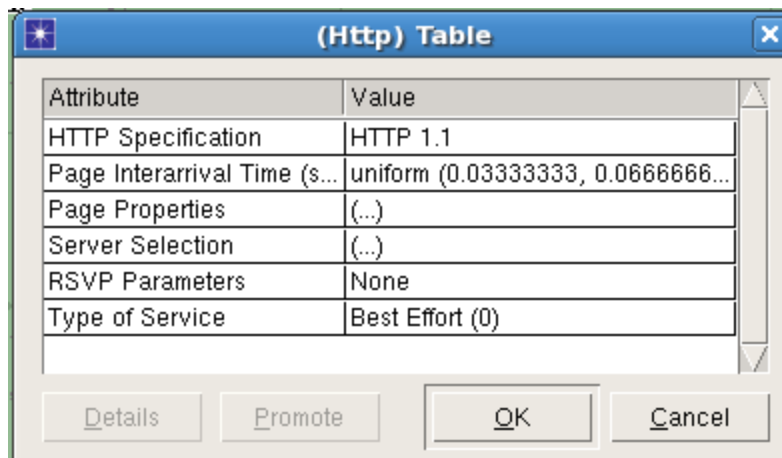 (Http) Table
Attribute Value
HTTP Specification HTTP 1.1
Page Interarrival Time (s... uniform (0.03333333, 0.0666666...
Page Properties (...)
Server Selection (...)
RSVP Parameters None
Type of Service Best Effort (0)
Details Promote OK Cancel